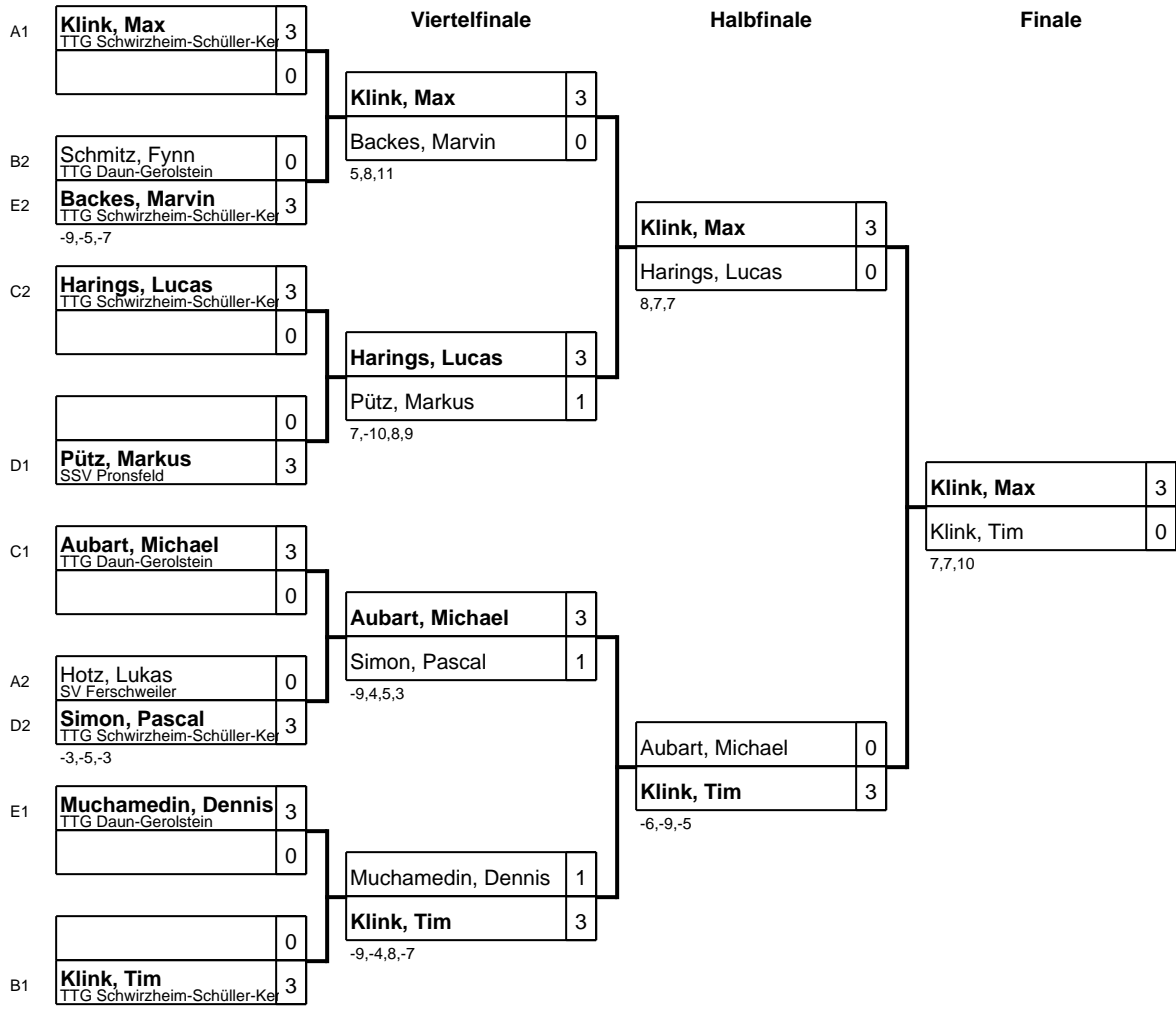 Viertelfinale
Halbfinale
Finale
A1
Klink, Max
3
TTG Schwirzheim-Schüller-Ker
0
B2
Schmitz, Fynn
0
TTG Daun-Gerolstein
E2
Backes, Marvin
3
TTG Schwirzheim-Schüller-Ker
-9,-5,-7
C2
Harings, Lucas
3
TTG Schwirzheim-Schüller-Ker
0
0
D1
Pütz, Markus
3
SSV Pronsfeld
C1
Aubart, Michael
3
TTG Daun-Gerolstein
0
A2
Hotz, Lukas
0
SV Ferschweiler
D2
Simon, Pascal
3
TTG Schwirzheim-Schüller-Ker
-3,-5,-3
E1
Muchamedin, Dennis
3
TTG Daun-Gerolstein
0
0
B1
Klink, Tim
3
TTG Schwirzheim-Schüller-Ker
Klink, Max
3
Backes, Marvin
0
5,8,11
Harings, Lucas
3
Pütz, Markus
1
7,-10,8,9
Aubart, Michael
3
Simon, Pascal
1
-9,4,5,3
Muchamedin, Dennis
1
Klink, Tim
3
-9,-4,8,-7
Klink, Max
3
Harings, Lucas
0
8,7,7
Aubart, Michael
0
Klink, Tim
3
-6,-9,-5
Klink, Max
3
Klink, Tim
0
7,7,10